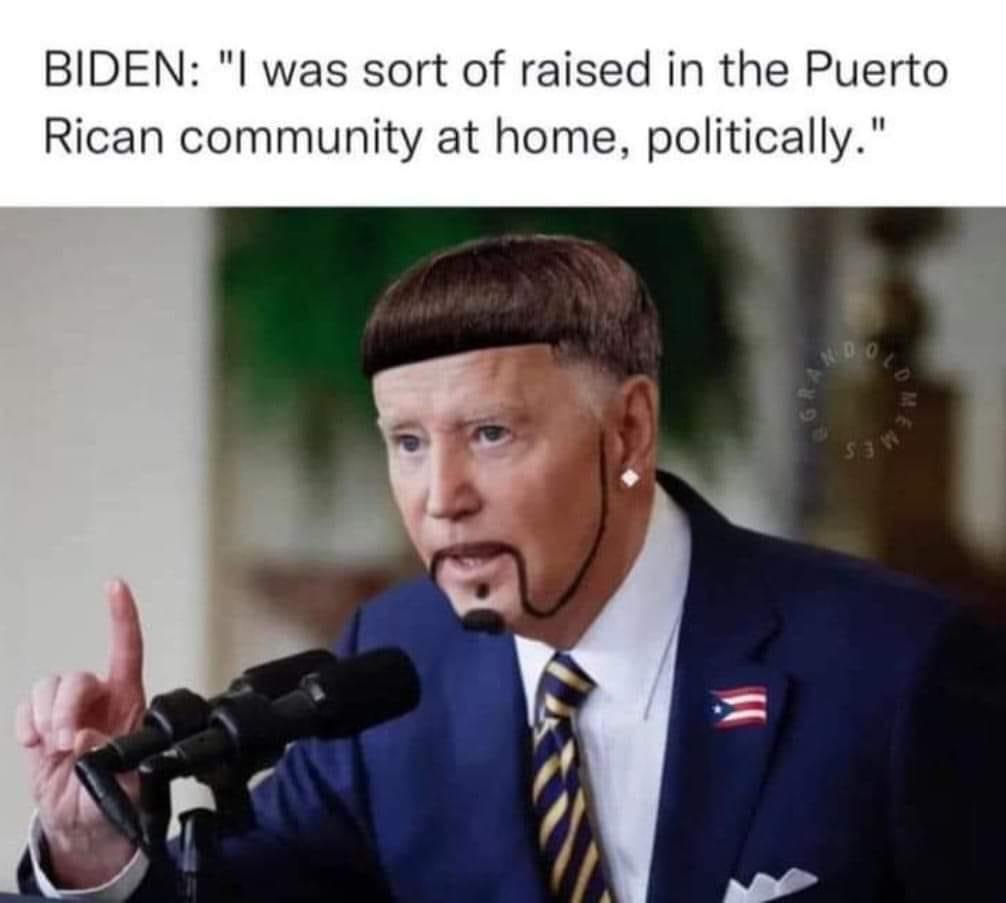 BIDEN: "I was sort of raised in the Puerto
Rican community at home, politically."
@GRANDOLDMEMES